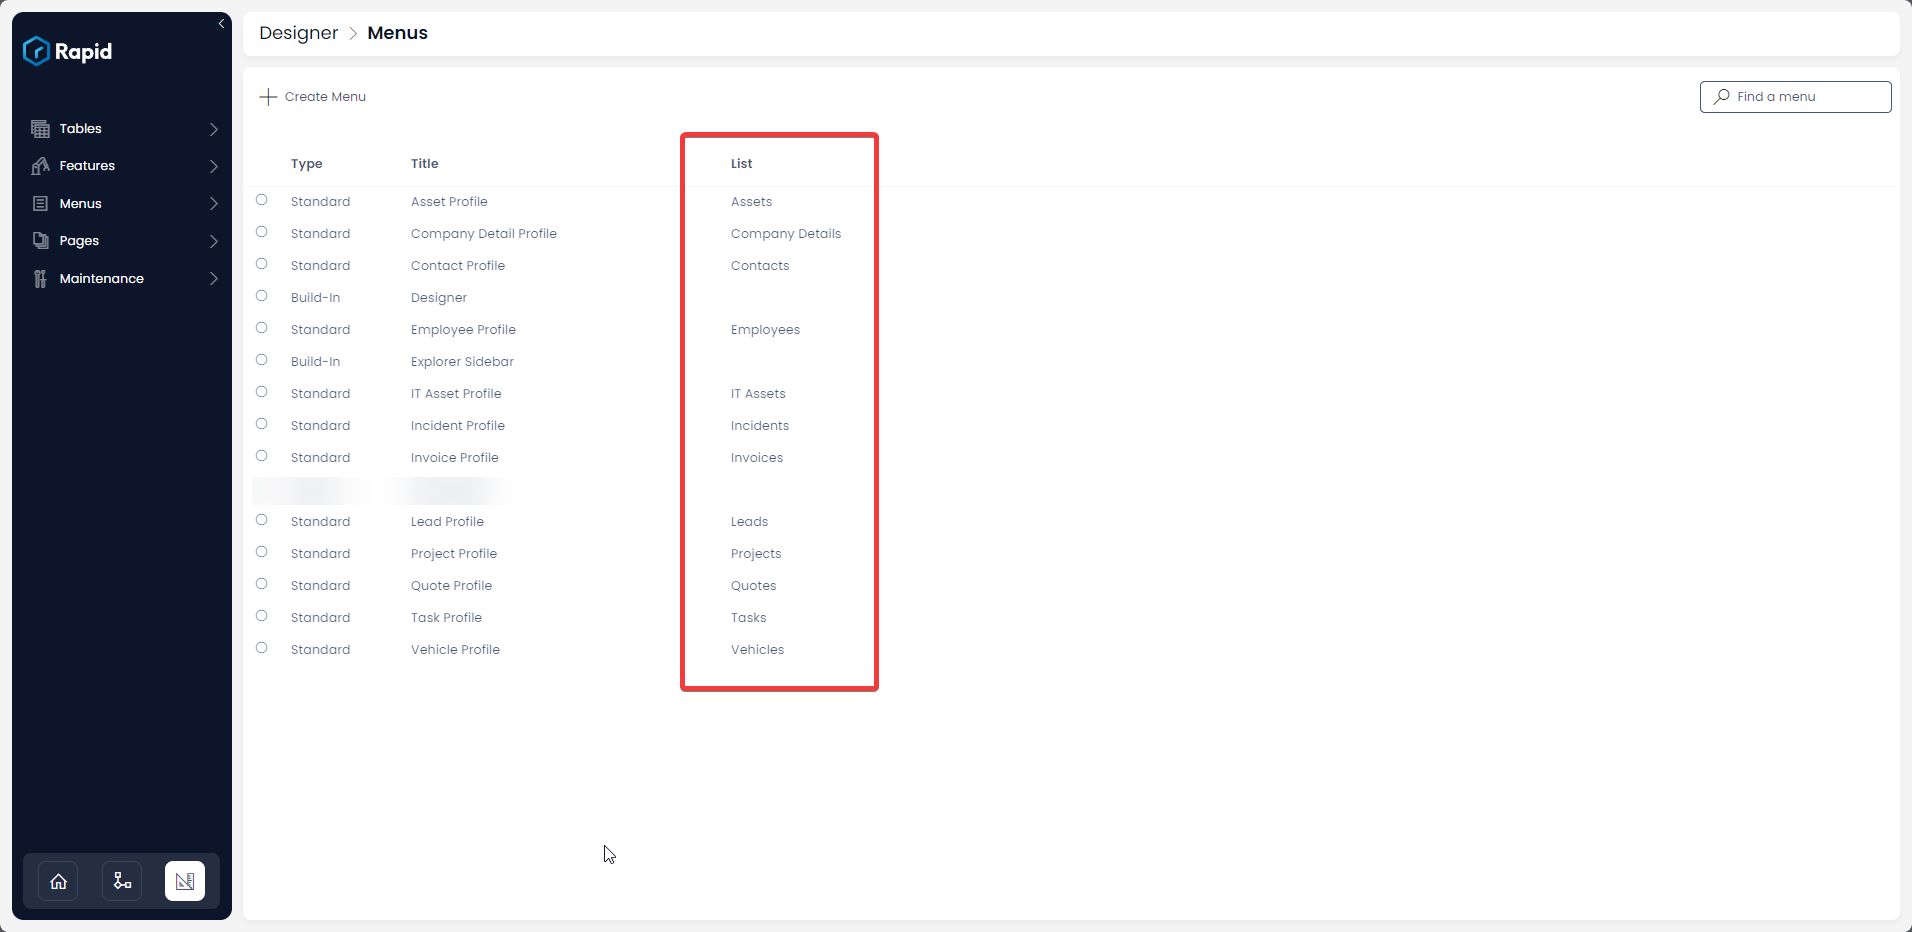 Rapid
Tables
Features
Menus
Pages
Maintenance
Designer > Menus
Create Menu
Find a menu
Type Title List
Standard Asset Profile Assets
Standard Company Detail Profile Company Details
Standard Contact Profile Contacts
Build-In Designer
Standard Employee Profile Employees
Build-In Explorer Sidebar
Standard IT Asset Profile IT Assets
Standard Incident Profile Incidents
Standard Invoice Profile Invoices
Standard Lead Profile Leads
Standard Project Profile Projects
Standard Quote Profile Quotes
Standard Task Profile Tasks
Standard Vehicle Profile Vehicles